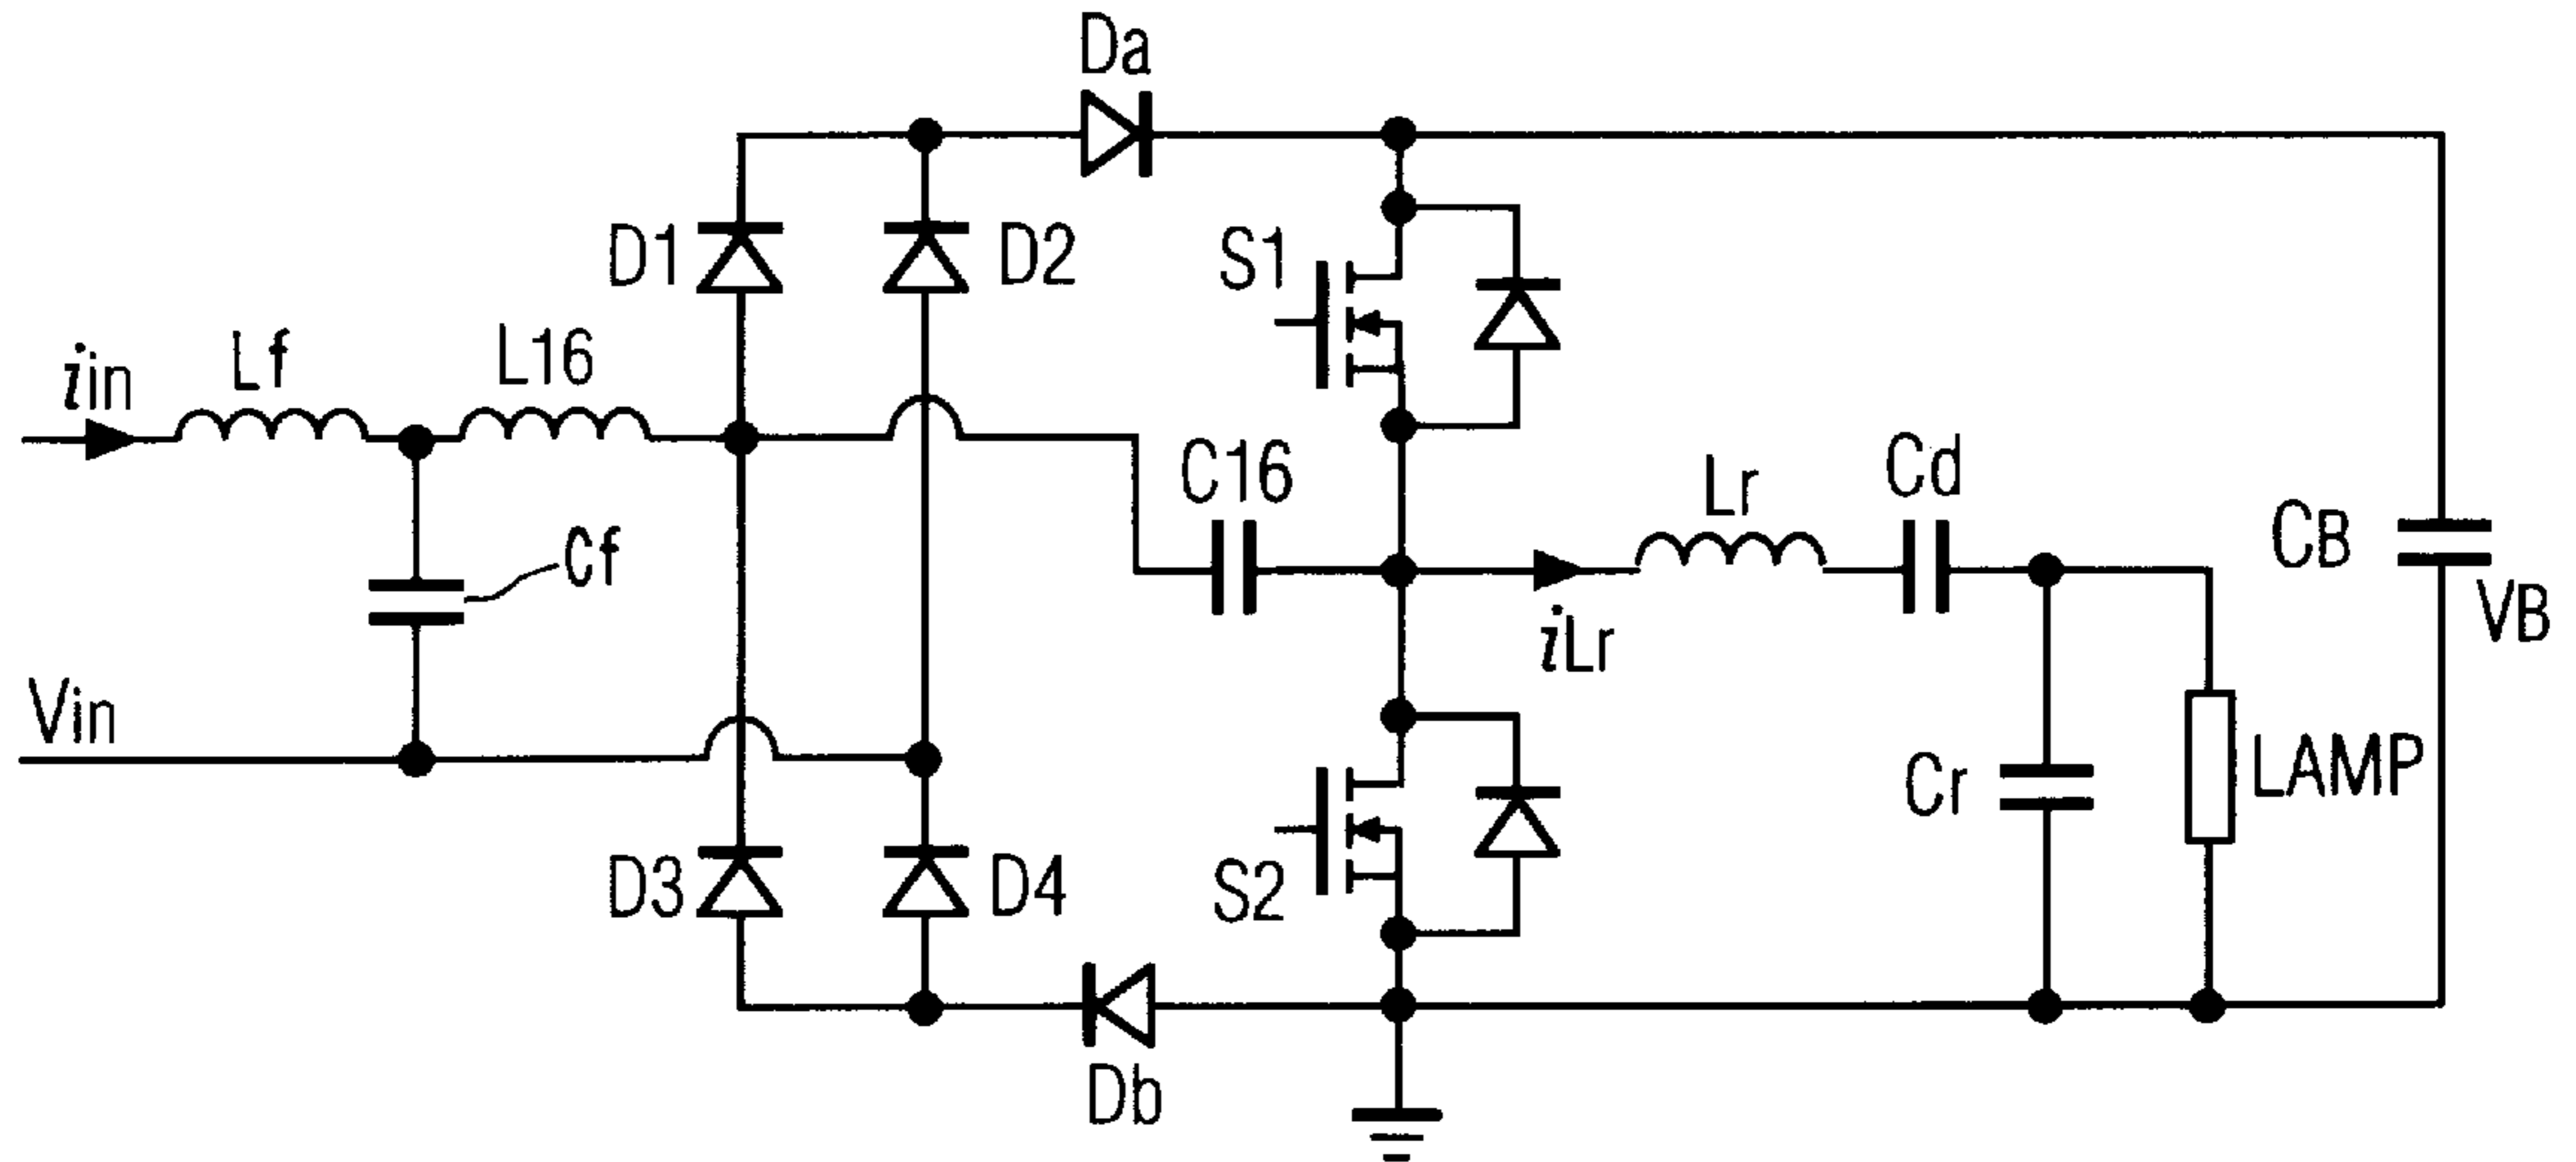 Da
D1
D2
S1
iin
Lf
L16
C16
Lr
Cd
CB
VB
Cf
iLr
Vin
Cr
LAMP
D3
D4
S2
Db